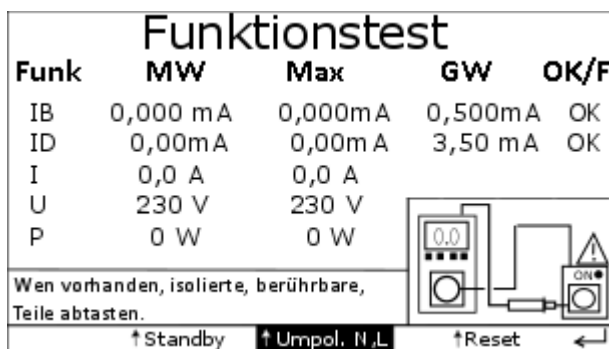 Funktionstest
Funk MW Max GW OK/F
IB 0,000 mA 0,000mA 0,500mA OK
ID 0,00mA 0,00mA 3,50 mA OK
I 0,0 A 0,0 A
U 230 V 230 V
P 0 W 0 W
0.0
ON
Wen vorhanden, isolierte, berührbare,
Teile abtasten.
↑Standby ↑Umpol. N,L ↑Reset ↵